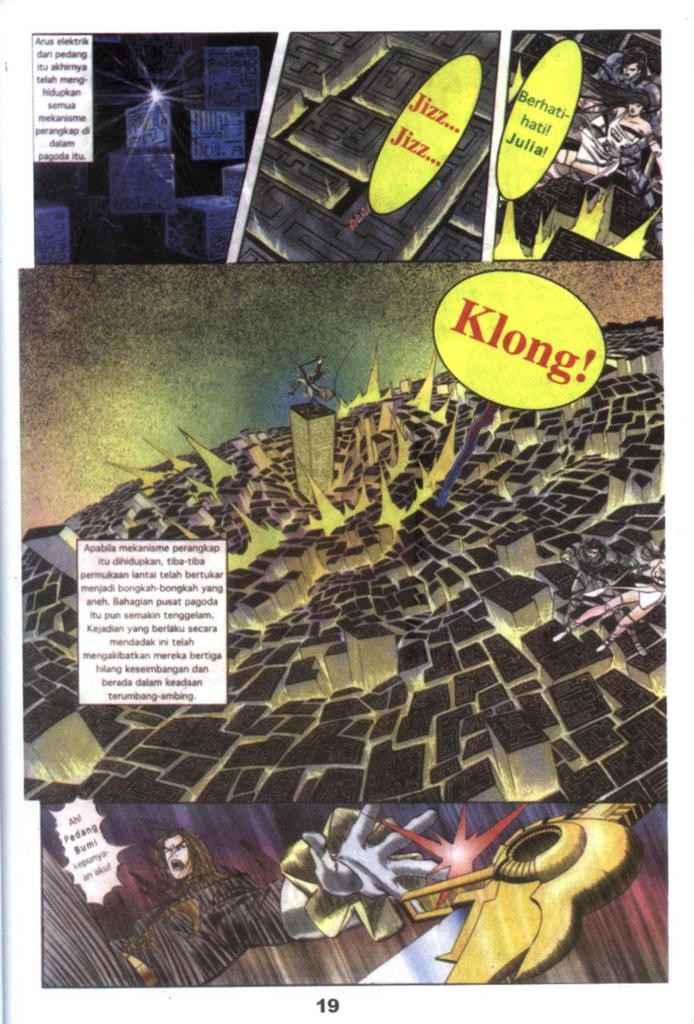 Arus elektrik
dari pedang
itu akhirnya
telah meng-
hidupkan
semua
mekanisme
perangkap di
dalam
pagoda itu.
Jizz...
Jizz...
Berhati-
hati!
Julia!
Klong!
Apabila mekanisme perangkap
itu dihidupkan, tiba-tiba
permukaan lantai telah bertukar
menjadi bongkah-bongkah yang
aneh. Bahagian pusat pagoda
itu pun semakin tenggelam.
Kejadian yang berlaku secara
mendadak ini telah
mengakibatkan mereka bertiga
hilang keseimbangan dan
berada dalam keadaan
terumbang-ambing.
Ah!
Pedang
Bumi
kepunya-
an aku!
19